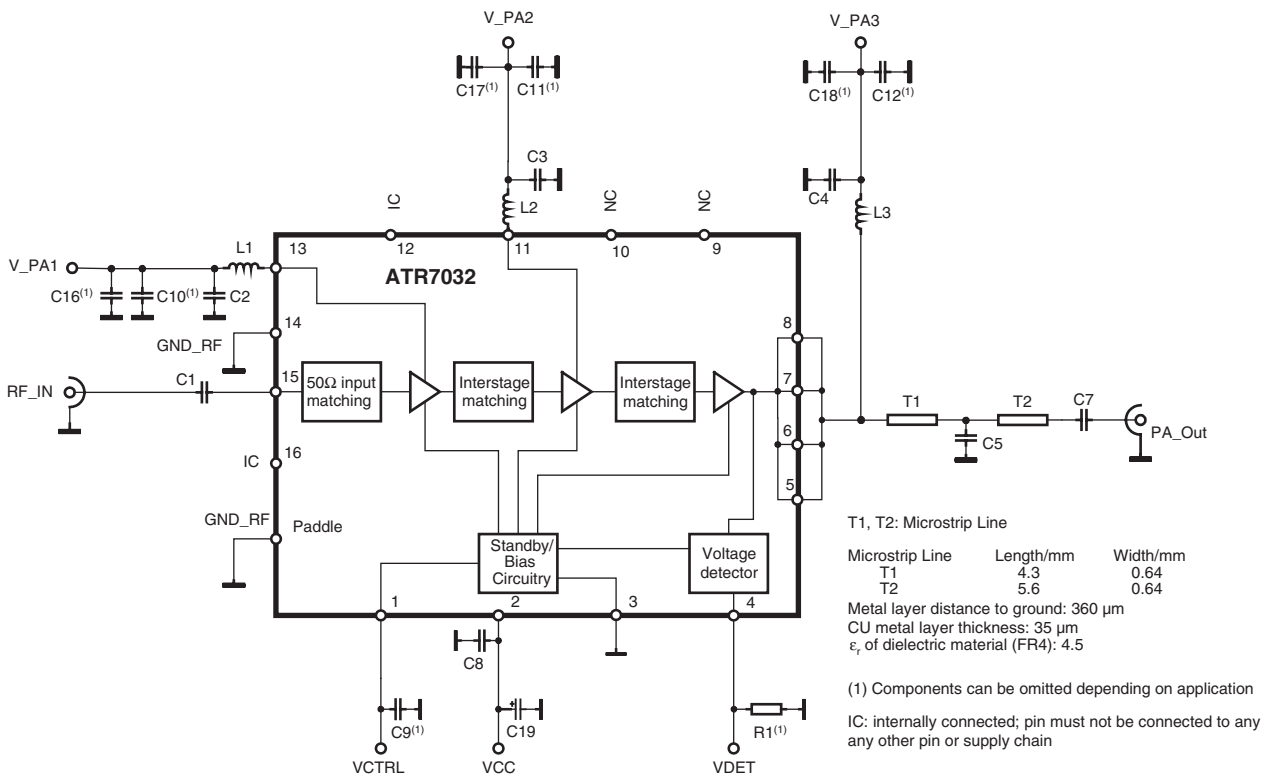 V_PA2
V_PA3
C17(1)
C11(1)
C18(1)
C12(1)
C3
C4
IC
L2
NC
NC
L3
L1
13
12
11
10
9
V_PA1
ATR7032
C16(1)
C10(1)
C2
14
8
GND_RF
C1
15
50Ω input
matching
Interstage
matching
Interstage
matching
7
RF_IN
T1
T2
C7
6
C5
PA_Out
IC
16
5
GND_RF
Paddle
Standby/
Bias
Circuitry
Voltage
detector
1
2
3
4
C8
C9(1)
C19
R1(1)
VCTRL
VCC
VDET
T1, T2: Microstrip Line
Microstrip Line Length/mm Width/mm
T1 4.3 0.64
T2 5.6 0.64
Metal layer distance to ground: 360 μm
CU metal layer thickness: 35 μm
εr of dielectric material (FR4): 4.5
(1) Components can be omitted depending on application
IC: internally connected; pin must not be connected to any
any other pin or supply chain